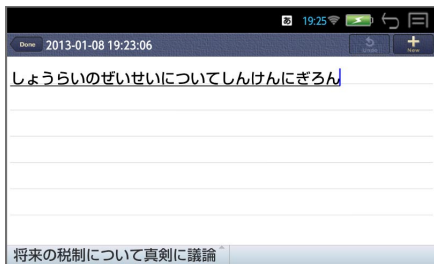 あ 19:25
Done 2013-01-08 19:23:06 Undo New
しょうらいのぜいせいについてしんけんにぎろん
将来の税制について真剣に議論